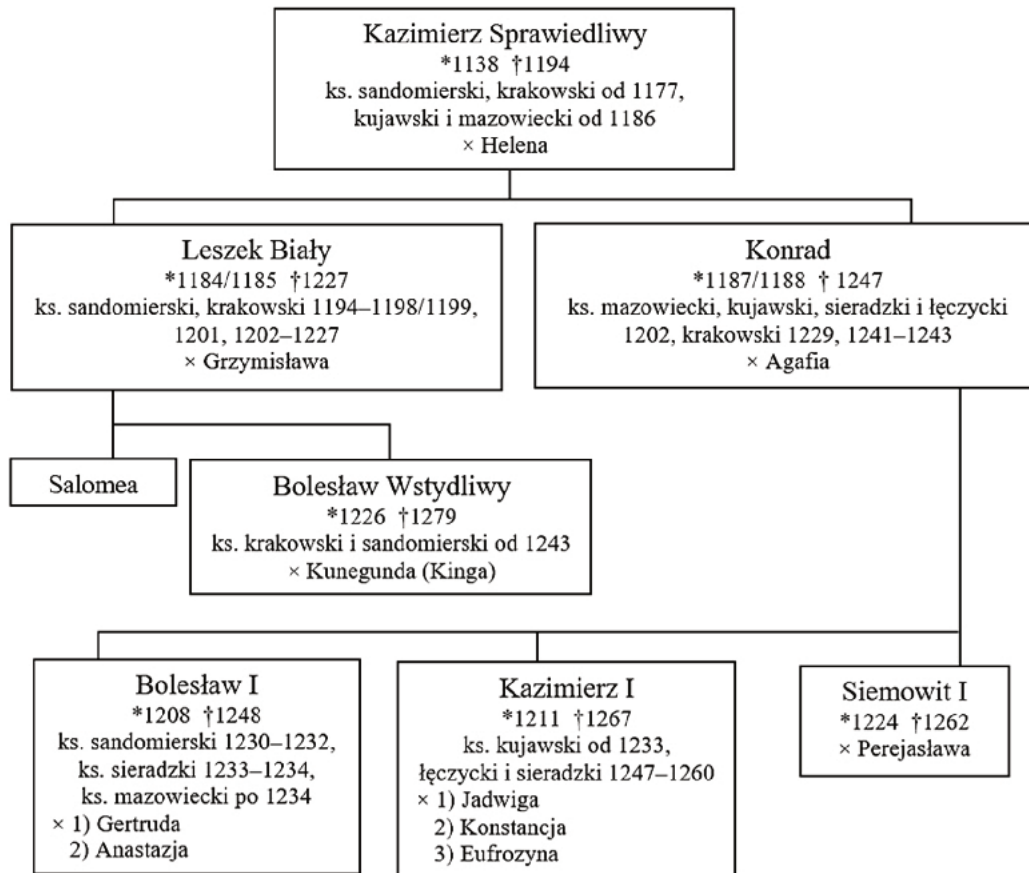 Kazimierz Sprawiedliwy
*1138 †1194
ks. sandomierski, krakowski od 1177,
kujawski i mazowiecki od 1186
× Helena
Leszek Biały
*1184/1185 †1227
ks. sandomierski, krakowski 1194–1198/1199,
1201, 1202–1227
× Grzymisława
Konrad
*1187/1188 † 1247
ks. mazowiecki, kujawski, sieradzki i łęczycki
1202, krakowski 1229, 1241–1243
× Agafia
Salomea
Bolesław Wstydliwy
*1226 †1279
ks. krakowski i sandomierski od 1243
× Kunegunda (Kinga)
Bolesław I
*1208 †1248
ks. sandomierski 1230–1232,
ks. sieradzki 1233–1234,
ks. mazowiecki po 1234
× 1) Gertruda
2) Anastazja
Kazimierz I
*1211 †1267
ks. kujawski od 1233,
łęczycki i sieradzki 1247–1260
× 1) Jadwiga
2) Konstancja
3) Eufrozyna
Siemowit I
*1224 †1262
× Perejasława